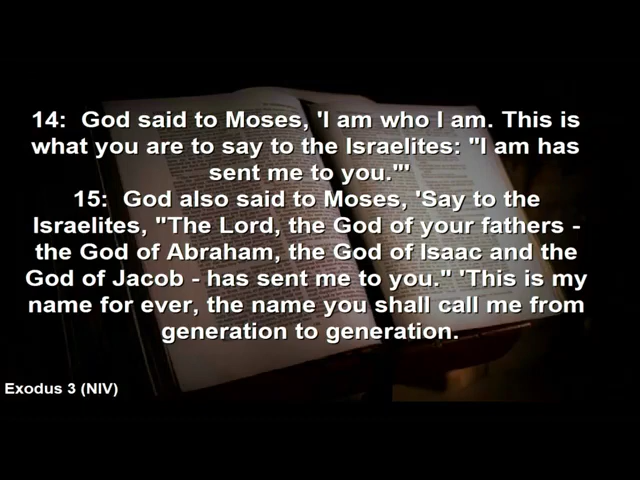 14:  God said to Moses, 'I am who I am. This is
what you are to say to the Israelites: "I am has
sent me to you."'
15:  God also said to Moses, 'Say to the
Israelites, "The Lord, the God of your fathers -
the God of Abraham, the God of Isaac and the
God of Jacob - has sent me to you." 'This is my
name for ever, the name you shall call me from
generation to generation.
Exodus 3 (NIV)